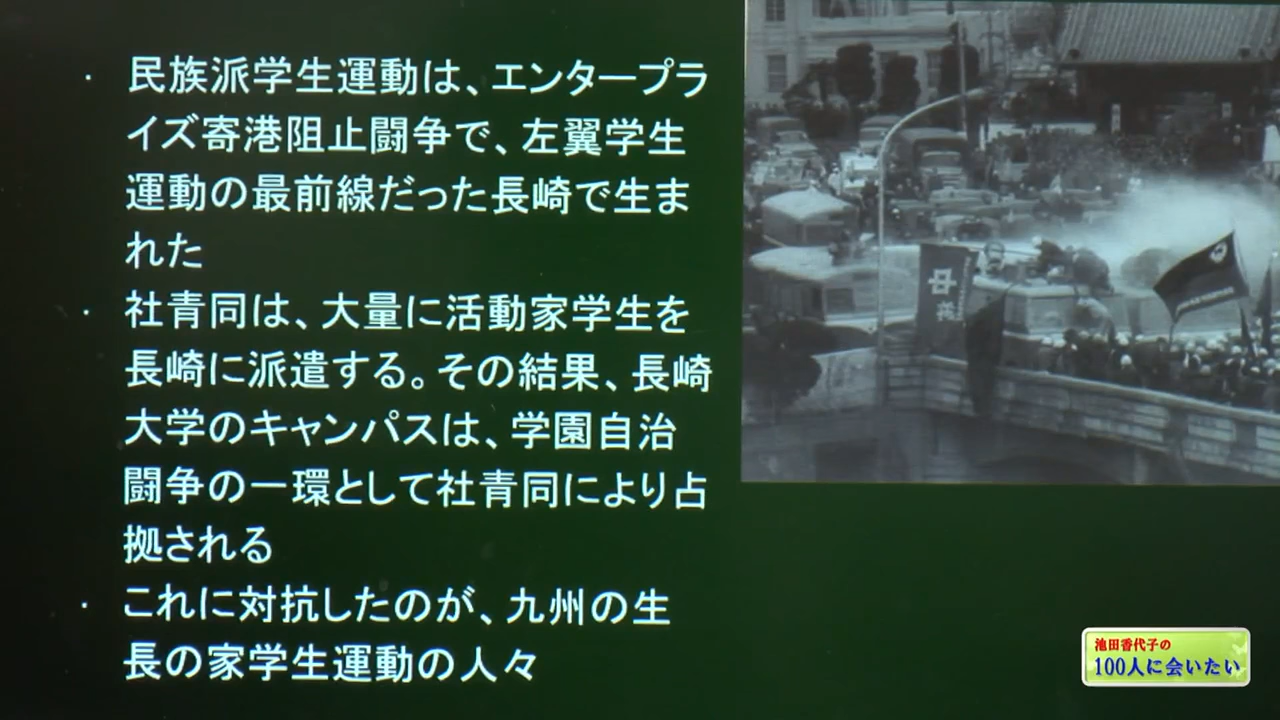 ・民族派学生運動は、エンタープラ
イズ寄港阻止闘争で、左翼学生
運動の最前線だった長崎で生ま
れた
・社青同は、大量に活動家学生を
長崎に派遣する。その結果、長崎
大学のキャンパスは、学園自治
闘争の一環として社青同により占
拠される
・これに対抗したのが、九州の生
長の家学生運動の人々
池田香代子の
100人に会いたい